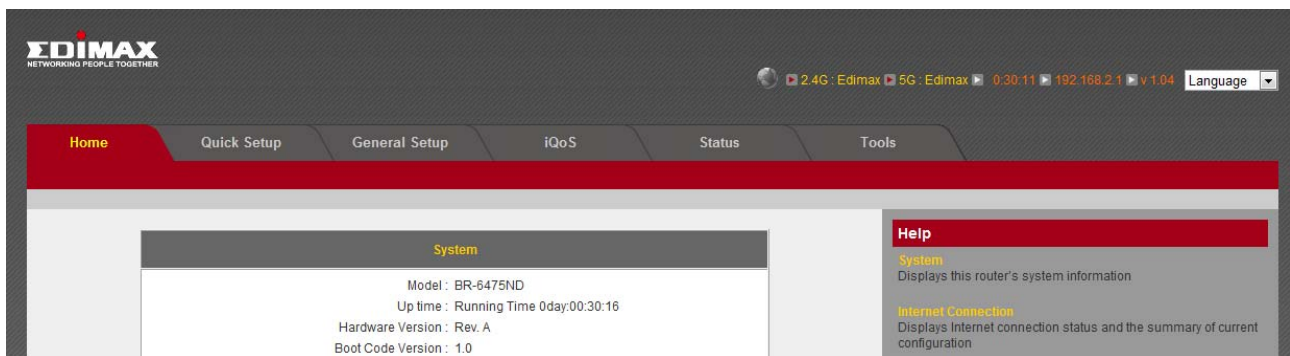 EDIMAX
NETWORKING PEOPLE TOGETHER
2.4G : Edimax 5G : Edimax 0:30:11 192.168.2.1 v 1.04 Language
Home Quick Setup General Setup iQoS Status Tools
System
Model : BR-6475ND
Up time : Running Time 0day:00:30:16
Hardware Version : Rev. A
Boot Code Version : 1.0
Help
System
Displays this router's system information
Internet Connection
Displays Internet connection status and the summary of current
configuration